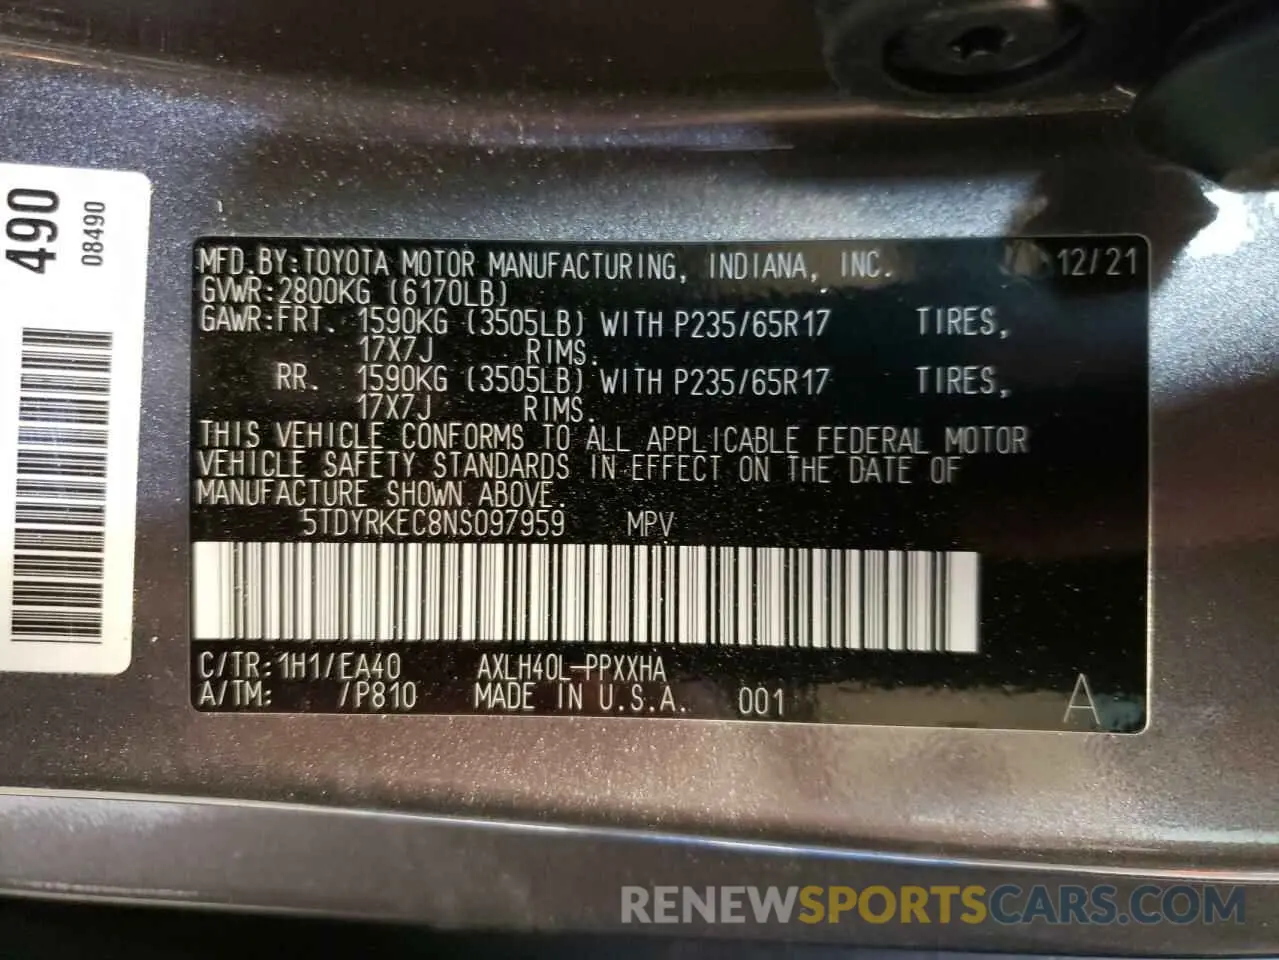 490
08490
MFD.BY:TOYOTA MOTOR MANUFACTURING, INDIANA, INC. 12/21
GVWR:2800KG (6170LB)
GAWR:FRT. 1590KG (3505LB) WITH P235/65R17 TIRES,
17X7J RIMS.
RR. 1590KG (3505LB) WITH P235/65R17 TIRES,
17X7J RIMS.
THIS VEHICLE CONFORMS TO ALL APPLICABLE FEDERAL MOTOR
VEHICLE SAFETY STANDARDS IN EFFECT ON THE DATE OF
MANUFACTURE SHOWN ABOVE.
5TDYRKEC8NS097959 MPV
C/TR:1H1/EA40 AXLH40L-PPXXHA
A/TM: /P810 MADE IN U.S.A. 001 A
RENEWSPORTSCARS.COM